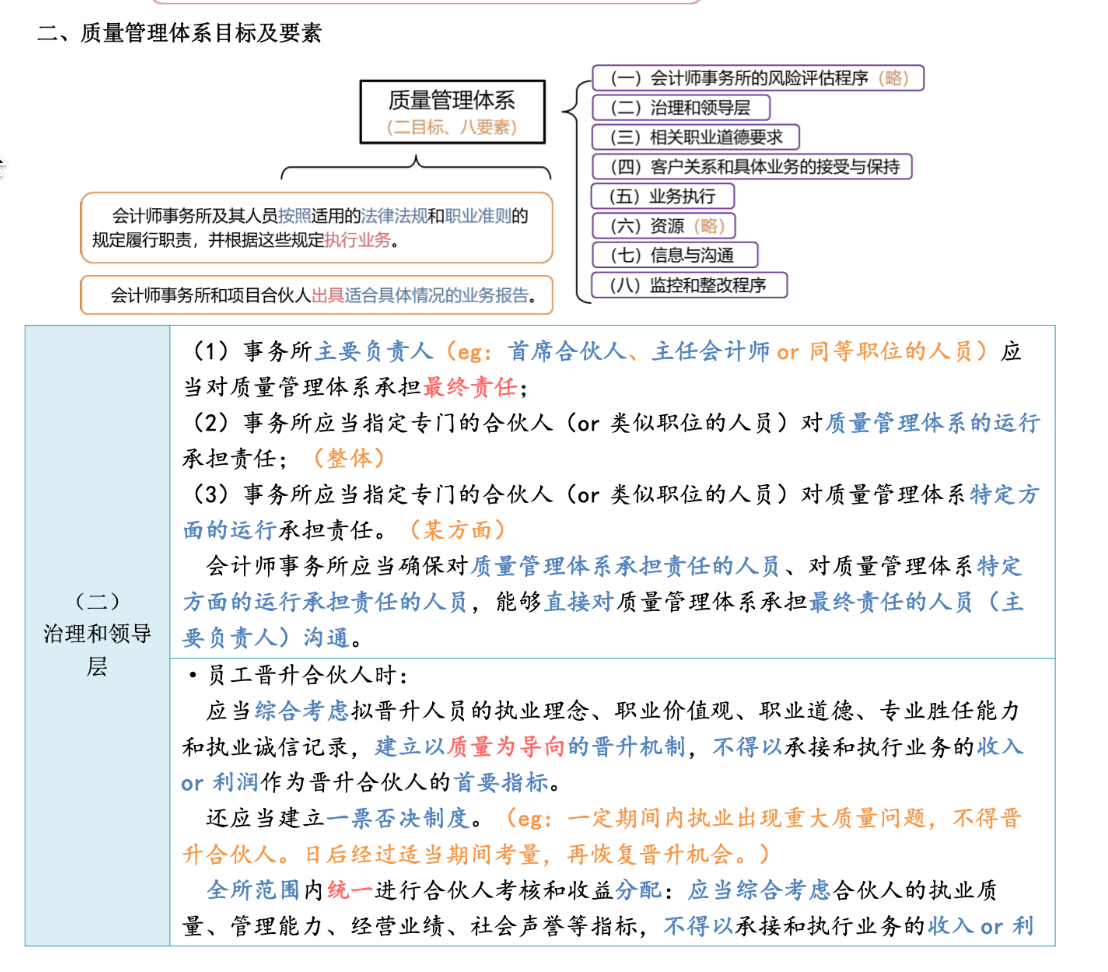 二、质量管理体系目标及要素
质量管理体系
（二目标、八要素）
会计师事务所及其人员按照适用的法律法规和职业准则的
规定履行职责，并根据这些规定执行业务。
会计师事务所和项目合伙人出具适合具体情况的业务报告。
（一）会计师事务所的风险评估程序（略）
（二）治理和领导层
（三）相关职业道德要求
（四）客户关系和具体业务的接受与保持
（五）业务执行
（六）资源（略）
（七）信息与沟通
（八）监控和整改程序
（二）
治理和领导
层
（1）事务所主要负责人（eg：首席合伙人、主任会计师 or 同等职位的人员）应
当对质量管理体系承担最终责任；
（2）事务所应当指定专门的合伙人（or 类似职位的人员）对质量管理体系的运行
承担责任；（整体）
（3）事务所应当指定专门的合伙人（or 类似职位的人员）对质量管理体系特定方
面的运行承担责任。（某方面）
会计师事务所应当确保对质量管理体系承担责任的人员、对质量管理体系特定
方面的运行承担责任的人员，能够直接对质量管理体系承担最终责任的人员（主
要负责人）沟通。
•员工晋升合伙人时：
应当综合考虑拟晋升人员的执业理念、职业价值观、职业道德、专业胜任能力
和执业诚信记录，建立以质量为导向的晋升机制，不得以承接和执行业务的收入
or 利润作为晋升合伙人的首要指标。
还应当建立一票否决制度。（eg：一定期间内执业出现重大质量问题，不得晋
升合伙人。日后经过适当期间考量，再恢复晋升机会。）
全所范围内统一进行合伙人考核和收益分配：应当综合考虑合伙人的执业质
量、管理能力、经营业绩、社会声誉等指标，不得以承接和执行业务的收入 or 利